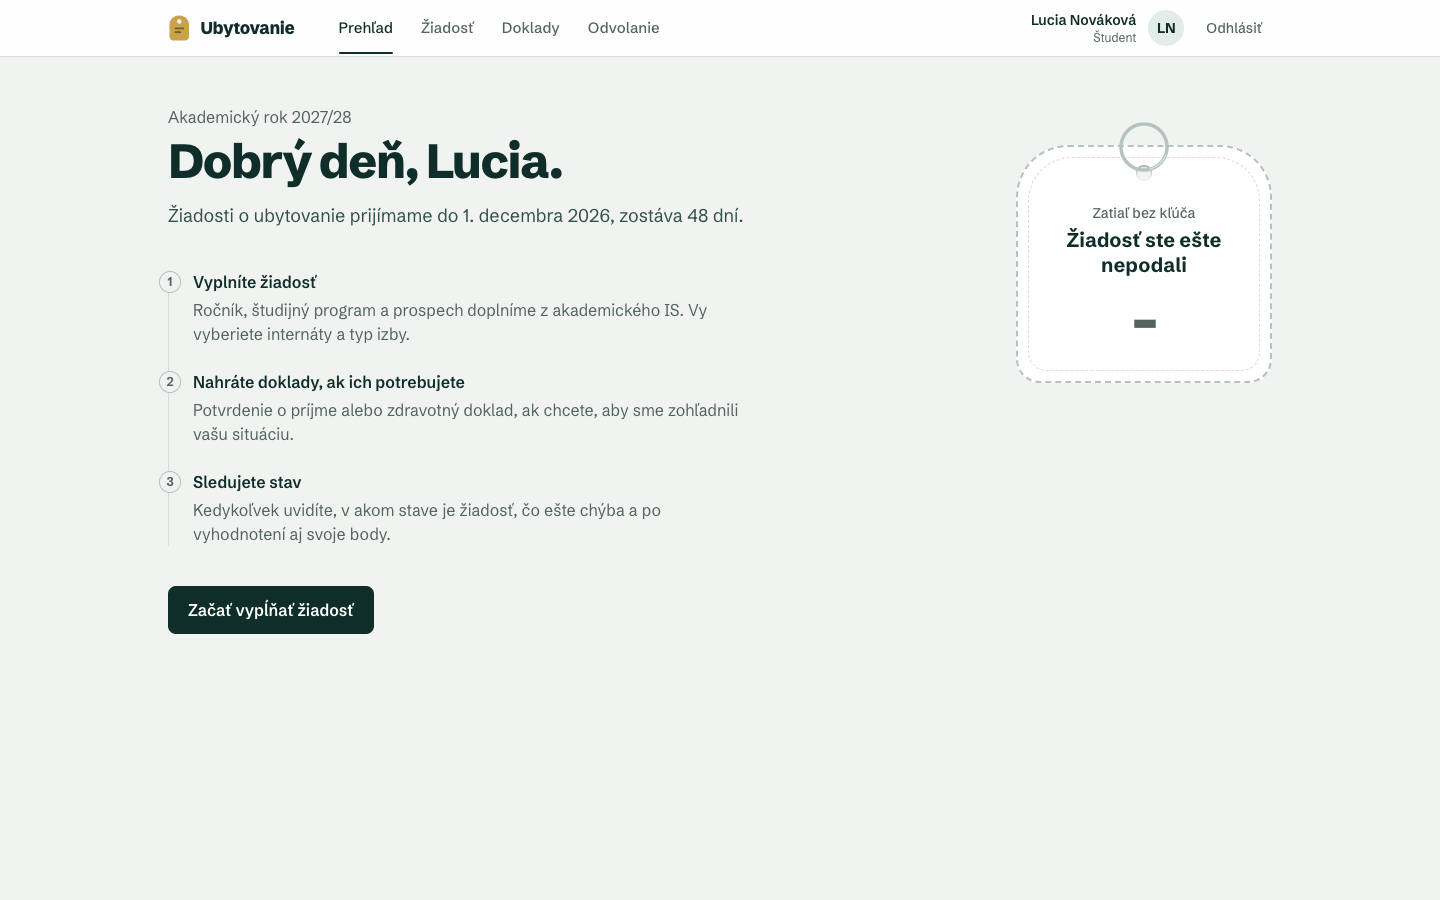 Ubytovanie
Prehľad
Žiadosť
Doklady
Odvolanie
Lucia Nováková
Študent
LN
Odhlásiť
Akademický rok 2027/28
Dobrý deň, Lucia.
Žiadosti o ubytovanie prijímame do 1. decembra 2026, zostáva 48 dní.
1
Vyplníte žiadosť
Ročník, študijný program a prospech doplníme z akademického IS. Vy
vyberiete internáty a typ izby.
2
Nahráte doklady, ak ich potrebujete
Potvrdenie o príjme alebo zdravotný doklad, ak chcete, aby sme zohľadnili
vašu situáciu.
3
Sledujete stav
Kedykoľvek uvidíte, v akom stave je žiadosť, čo ešte chýba a po
vyhodnotení aj svoje body.
Začať vypĺňať žiadosť
Zatiaľ bez kľúča
Žiadosť ste ešte
nepodali
–